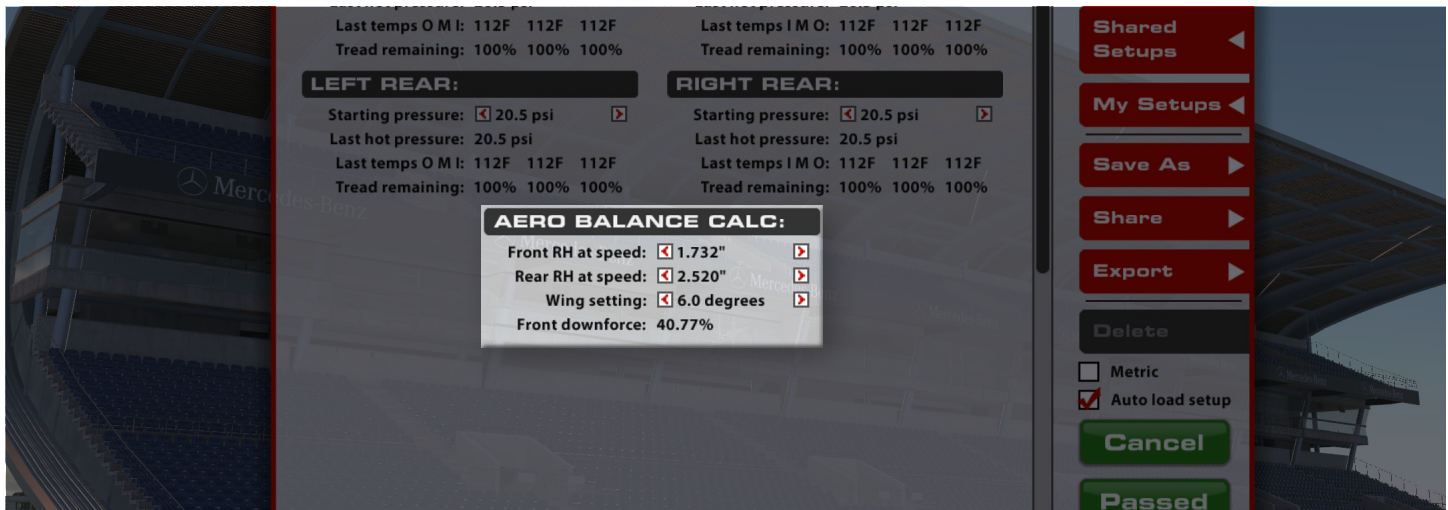 Last temps O M I: 112F 112F 112F
Tread remaining: 100% 100% 100%
Last temps I M O: 112F 112F 112F
Tread remaining: 100% 100% 100%
LEFT REAR:
Starting pressure: 20.5 psi
Last hot pressure: 20.5 psi
Last temps O M I: 112F 112F 112F
Tread remaining: 100% 100% 100%
RIGHT REAR:
Starting pressure: 20.5 psi
Last hot pressure: 20.5 psi
Last temps I M O: 112F 112F 112F
Tread remaining: 100% 100% 100%
AERO BALANCE CALC:
Front RH at speed: 1.732"
Rear RH at speed: 2.520"
Wing setting: 6.0 degrees
Front downforce: 40.77%
Shared
Setups
My Setups
Save As
Share
Export
Delete
Metric
Auto load setup
Cancel
Passed
Mercedes-Benz